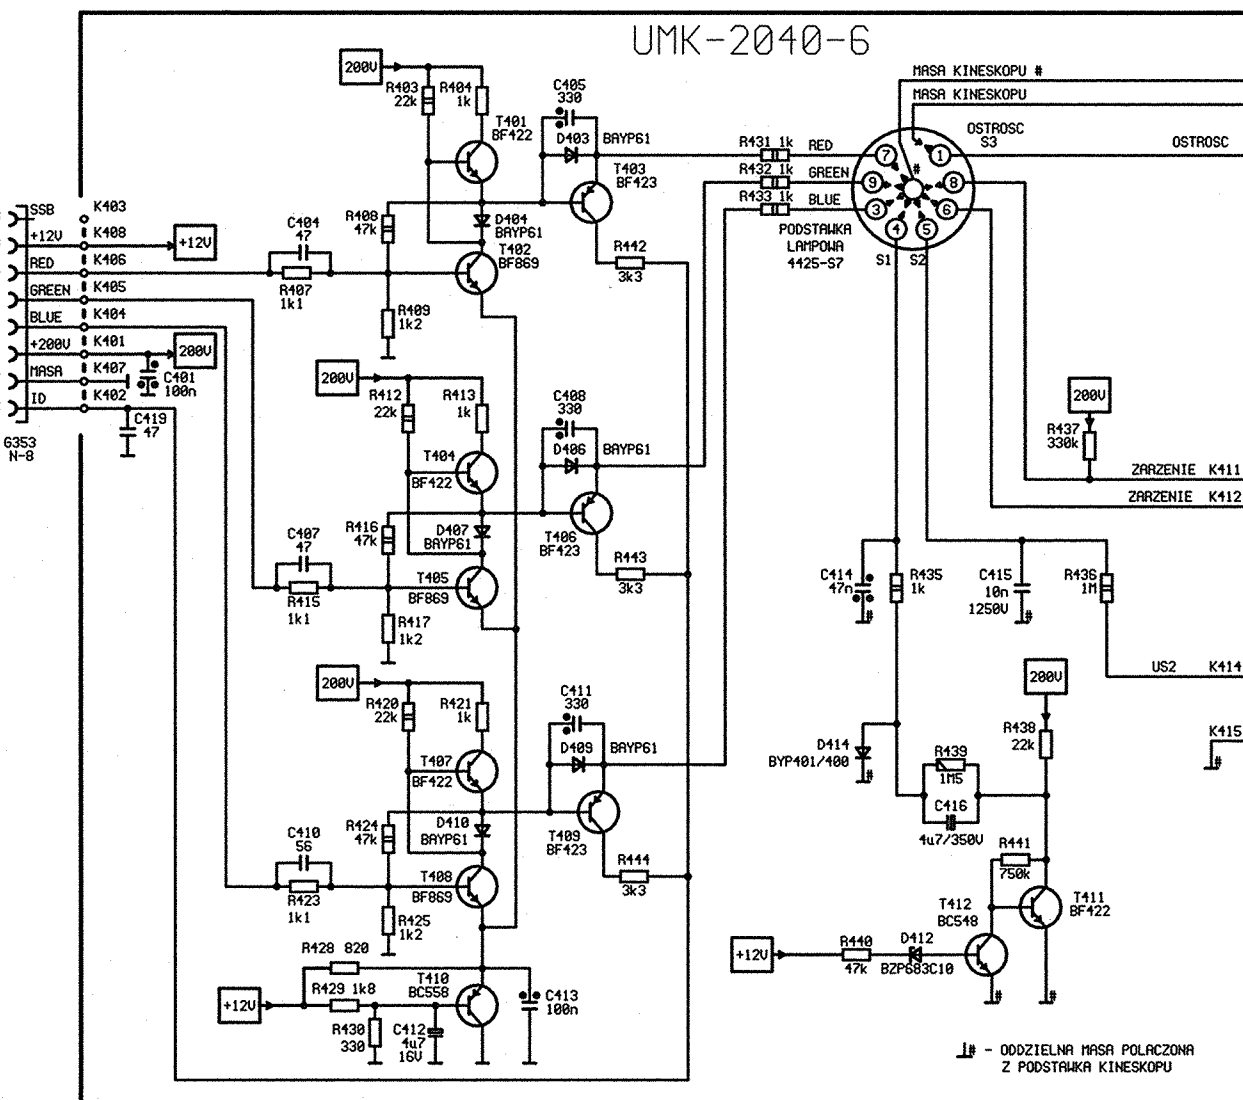 UMK-2040-6
200V
R403
22k
R404
1k
T401
BF422
C405
330
D403
BAYP61
T403
BF423
R431 1k RED
R432 1k GREEN
R433 1k BLUE
MASA KINESKOPU #
MASA KINESKOPU
OSTROSC
S3
OSTROSC
7
1
#
9
8
3
6
4
5
PODSTAWKA
LAMPOWA
4425-S7
S1
S2
SSB K403
+12V K408
+12V
RED K406
GREEN K405
BLUE K404
+200V K401
200V
MASA K407
C401
100n
ID K402
C419
47
6353
N-8
C404
47
R407
1k1
R408
47k
D404
BAYP61
T402
BF869
R409
1k2
R442
3k3
200V
R412
22k
R413
1k
T404
BF422
C408
330
D406
BAYP61
C407
47
R416
47k
D407
BAYP61
T406
BF423
R415
1k1
T405
BF869
R417
1k2
R443
3k3
200V
R420
22k
R421
1k
T407
BF422
C411
330
D409
BAYP61
C410
56
R424
47k
D410
BAYP61
T409
BF423
R423
1k1
T408
BF869
R425
1k2
R444
3k3
R428 820
R429 1k8
+12V
T410
BC558
C413
100n
R430
330
C412
4u7
16V
200V
R437
330k
ZARZENIE K411
ZARZENIE K412
C414
47n
#
R435
1k
C415
10n
1250V
#
R436
1M
US2 K414
200V
R438
22k
K415
#
D414
BYP401/400
#
R439
1M5
C416
4u7/350V
R441
750k
T412
BC548
T411
BF422
+12V
R440
47k
D412
BZP683C10
#
#
# - ODDZIELNA MASA POLACZONA
Z PODSTAWKA KINESKOPU